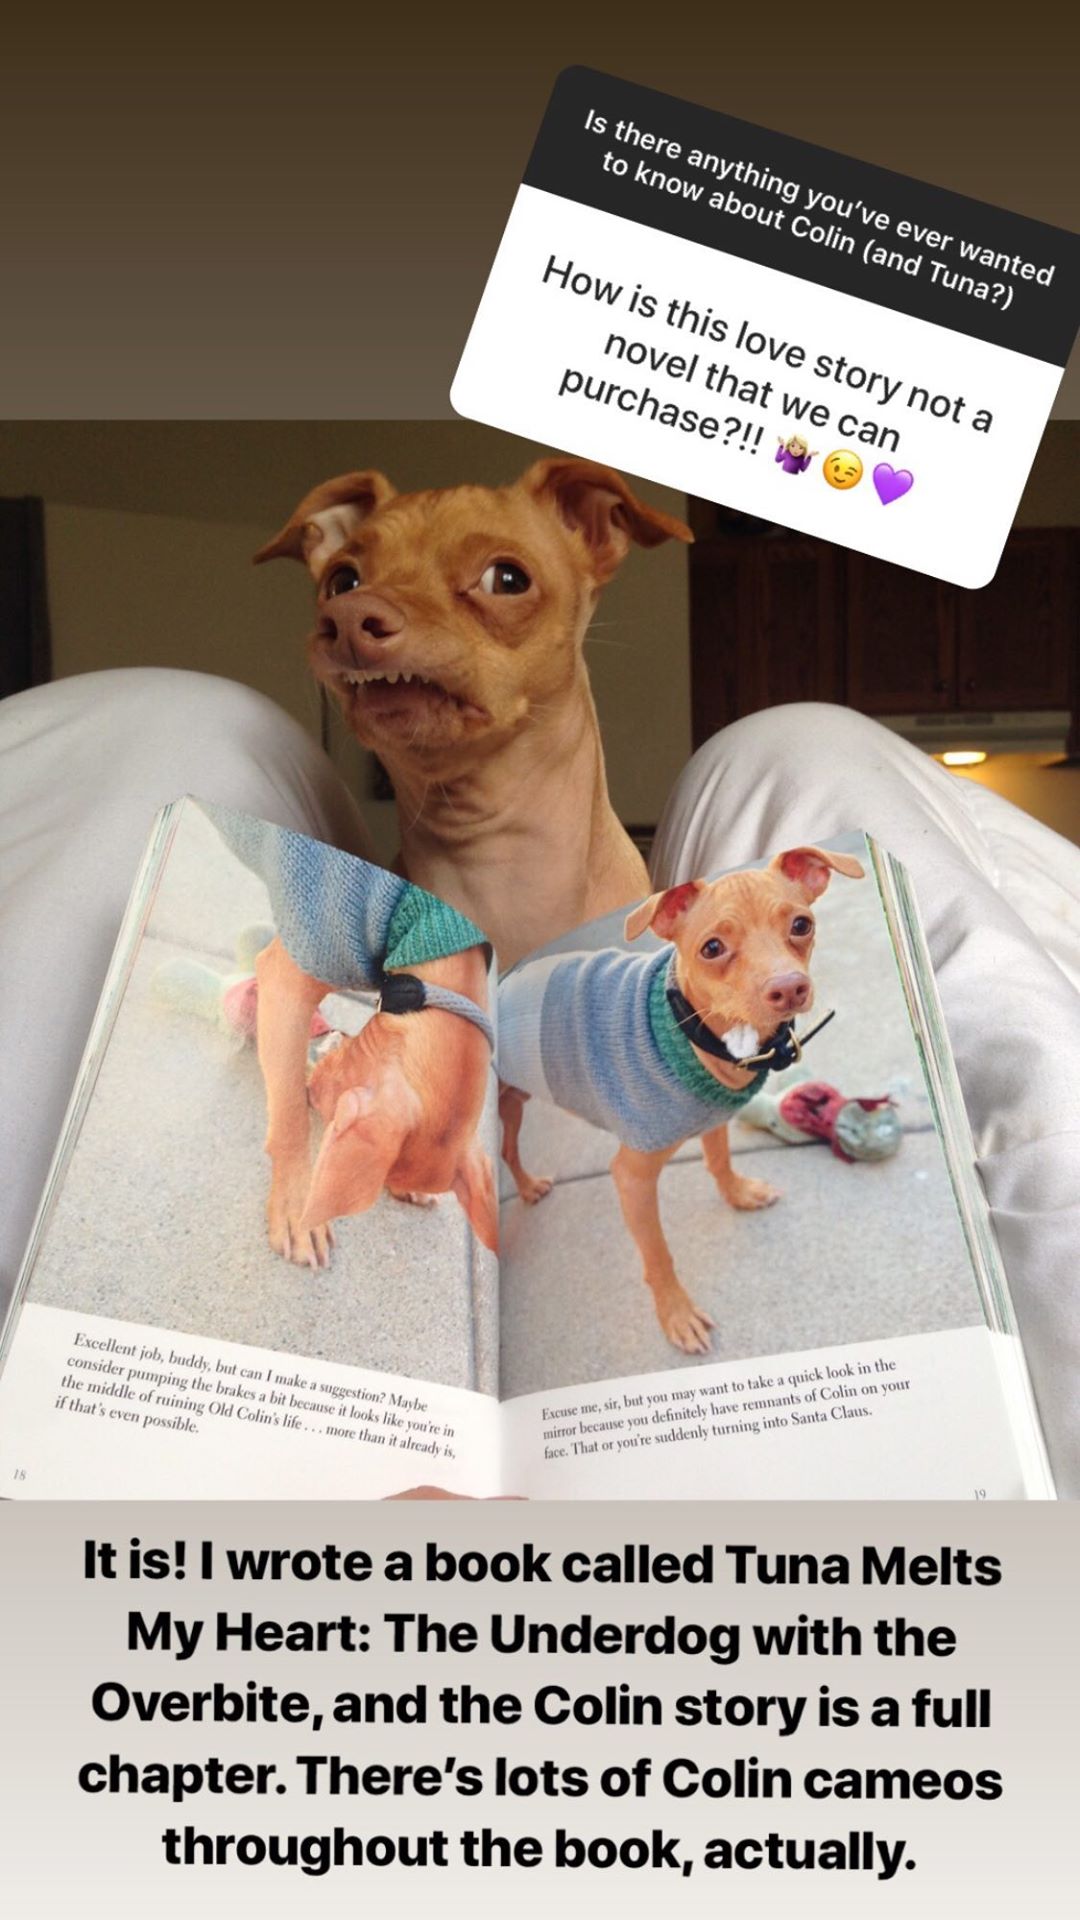 Is there anything you've ever wanted
to know about Colin (and Tuna?)
How is this love story not a
novel that we can
purchase?!! 🤷🏼‍♀️😉💜
Excellent job, buddy, but can I make a suggestion? Maybe
consider pumping the brakes a bit because it looks like you're in
the middle of ruining Old Colin's life . . . more than it already is,
if that's even possible.
18
Excuse me, sir, but you may want to take a quick look in the
mirror because you definitely have remnants of Colin on your
face. That or you're suddenly turning into Santa Claus.
19
It is! I wrote a book called Tuna Melts
My Heart: The Underdog with the
Overbite, and the Colin story is a full
chapter. There's lots of Colin cameos
throughout the book, actually.